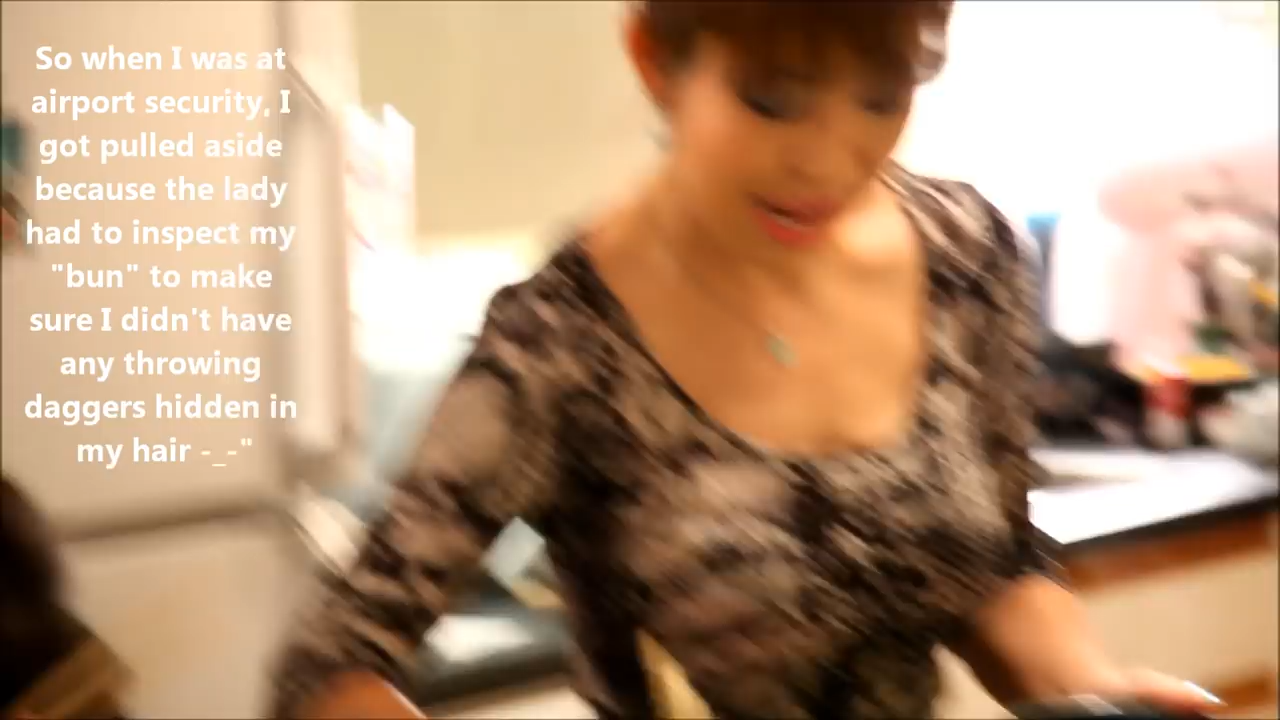 So when I was at
airport security, I
got pulled aside
because the lady
had to inspect my
"bun" to make
sure I didn't have
any throwing
daggers hidden in
my hair -_-"